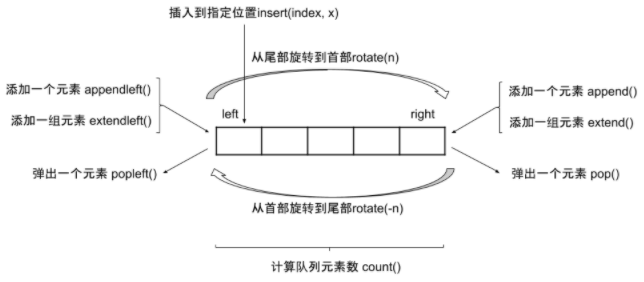 插入到指定位置insert(index, x)
从尾部旋转到首部rotate(n)
添加一个元素 appendleft()
添加一组元素 extendleft()
left
right
添加一个元素 append()
添加一组元素 extend()
弹出一个元素 popleft()
弹出一个元素 pop()
从首部旋转到尾部rotate(-n)
计算队列元素数 count()